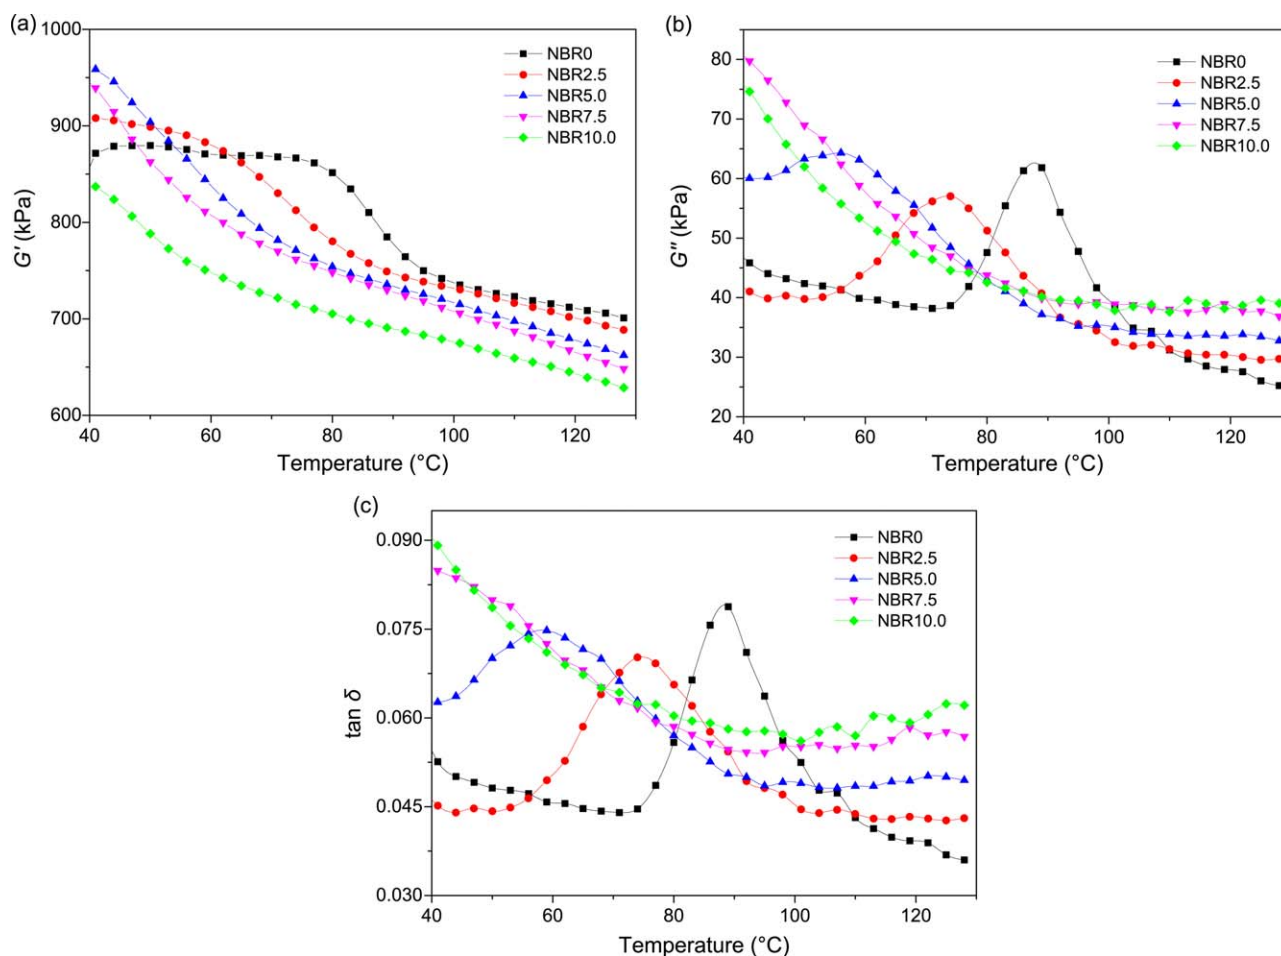 (a)
1000
900
800
700
600
G' (kPa)
NBR0
NBR2.5
NBR5.0
NBR7.5
NBR10.0
40
60
80
100
120
Temperature (°C)
(b)
80
70
60
50
40
30
20
G'' (kPa)
NBR0
NBR2.5
NBR5.0
NBR7.5
NBR10.0
40
60
80
100
120
Temperature (°C)
(c)
0.090
0.075
0.060
0.045
0.030
tan δ
NBR0
NBR2.5
NBR5.0
NBR7.5
NBR10.0
40
60
80
100
120
Temperature (°C)